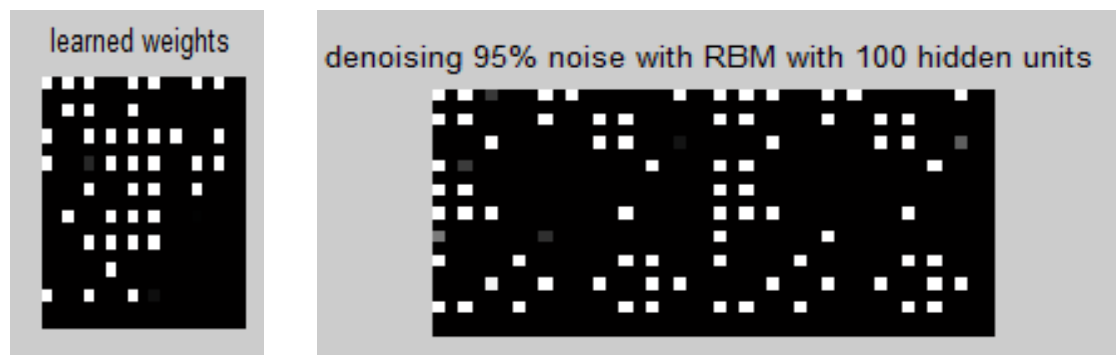 learned weights
denoising 95% noise with RBM with 100 hidden units